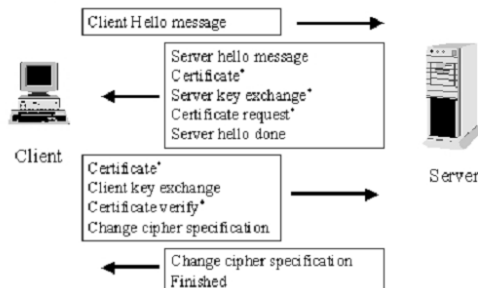 Client Hello message
Server hello message
Certificate*
Server key exchange*
Certificate request*
Server hello done
Client
Server
Certificate*
Client key exchange
Certificate verify*
Change cipher specification
Change cipher specification
Finished